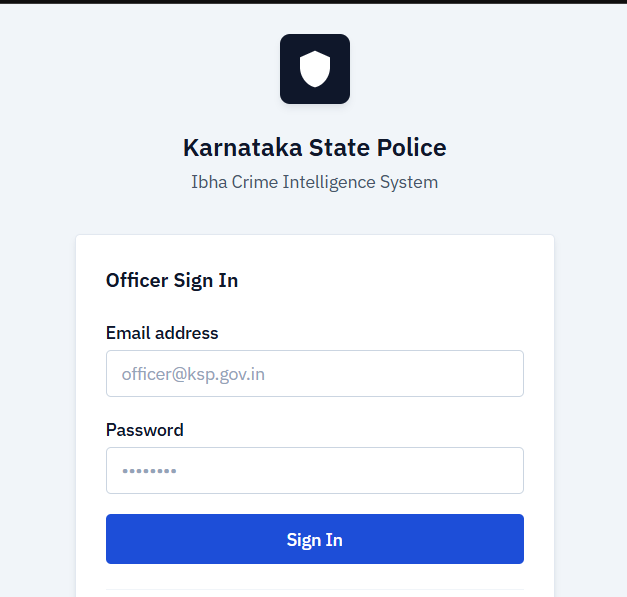 Karnataka State Police
Ibha Crime Intelligence System
Officer Sign In
Email address
officer@ksp.gov.in
Password
••••••••
Sign In